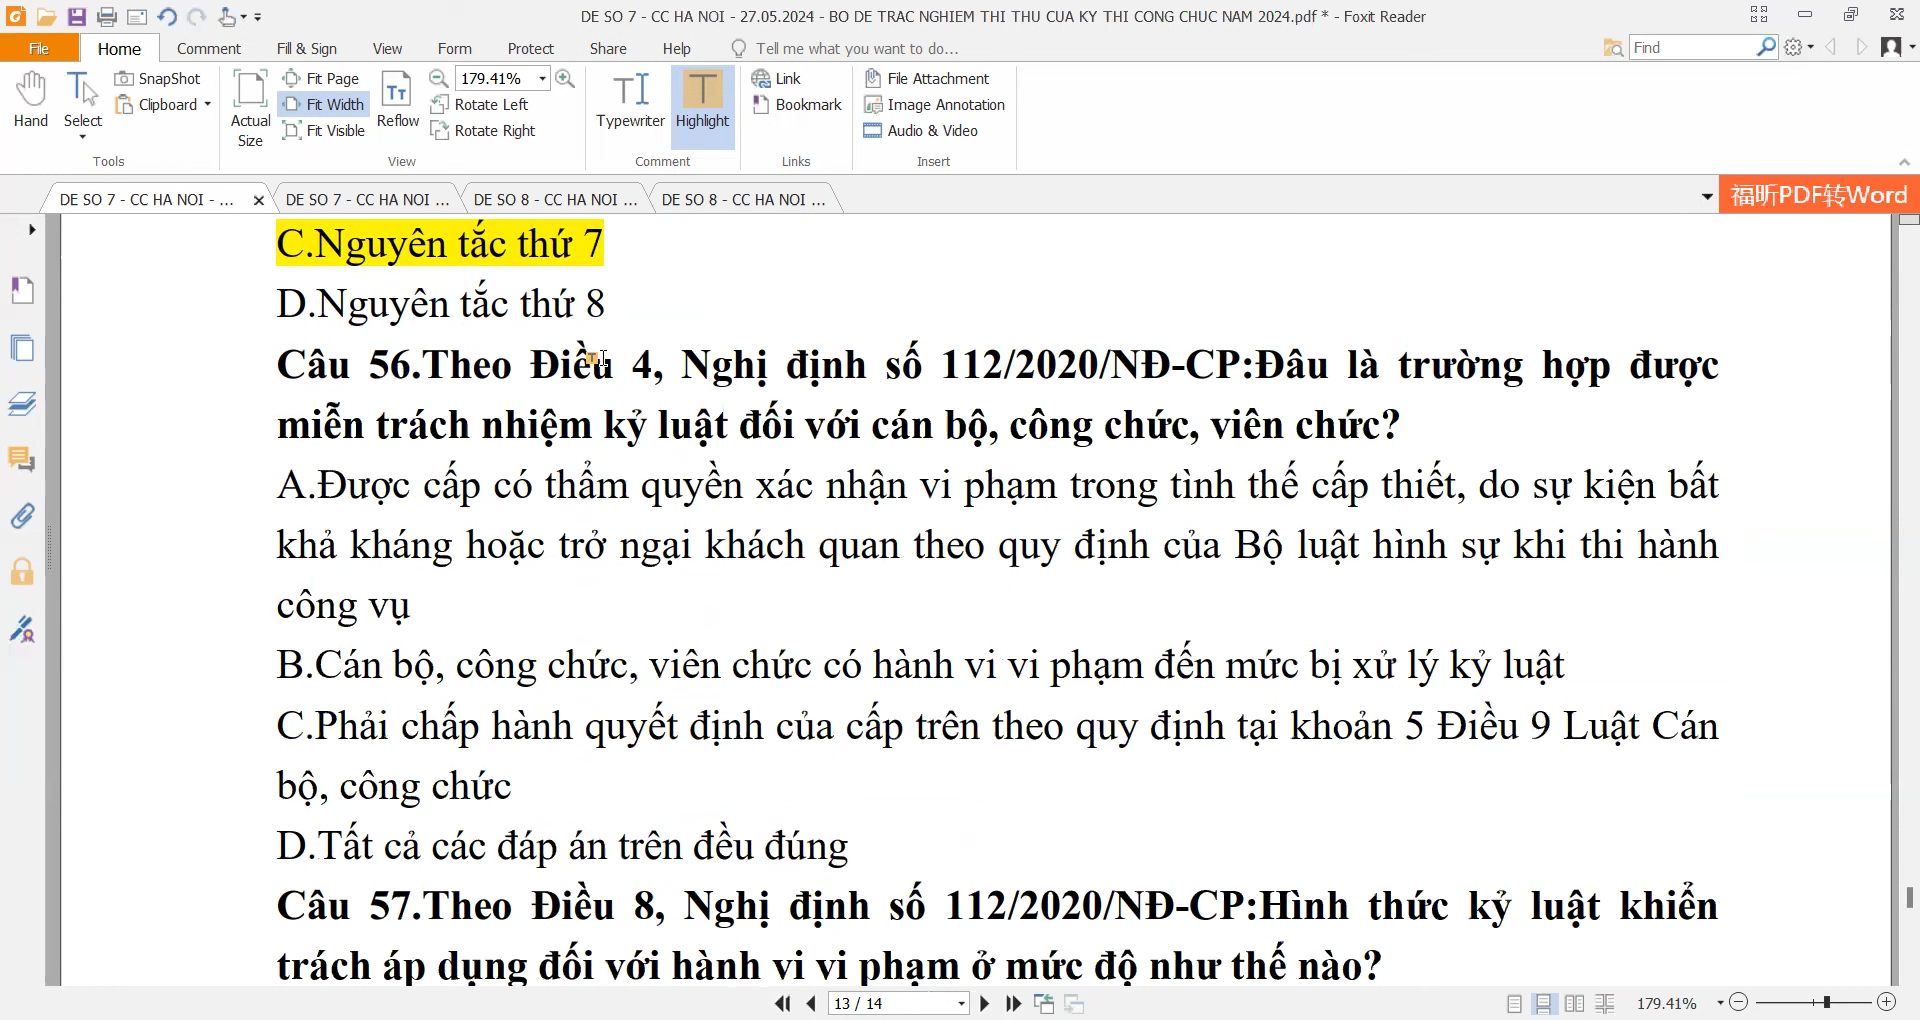 DE SO 7 - CC HA NOI - 27.05.2024 - BO DE TRAC NGHIEM THI THU CUA KY THI CONG CHUC NAM 2024.pdf * - Foxit Reader
File Home Comment Fill & Sign View Form Protect Share Help Tell me what you want to do... Find
Hand
Select
SnapShot
Clipboard
Tools
Actual Size
Fit Page
Fit Width
Fit Visible
Reflow
179.41%
Rotate Left
Rotate Right
View
Typewriter
Highlight
Comment
Link
Bookmark
Links
File Attachment
Image Annotation
Audio & Video
Insert
DE SO 7 - CC HA NOI - ... DE SO 7 - CC HA NOI ... DE SO 8 - CC HA NOI ... DE SO 8 - CC HA NOI ... 福昕PDF转Word
C.Nguyên tắc thứ 7
D.Nguyên tắc thứ 8
Câu 56.Theo Điều 4, Nghị định số 112/2020/NĐ-CP:Đâu là trường hợp được
miễn trách nhiệm kỷ luật đối với cán bộ, công chức, viên chức?
A.Được cấp có thẩm quyền xác nhận vi phạm trong tình thế cấp thiết, do sự kiện bất
khả kháng hoặc trở ngại khách quan theo quy định của Bộ luật hình sự khi thi hành
công vụ
B.Cán bộ, công chức, viên chức có hành vi vi phạm đến mức bị xử lý kỷ luật
C.Phải chấp hành quyết định của cấp trên theo quy định tại khoản 5 Điều 9 Luật Cán
bộ, công chức
D.Tất cả các đáp án trên đều đúng
Câu 57.Theo Điều 8, Nghị định số 112/2020/NĐ-CP:Hình thức kỷ luật khiển
trách áp dụng đối với hành vi vi phạm ở mức độ như thế nào?
13 / 14
179.41%